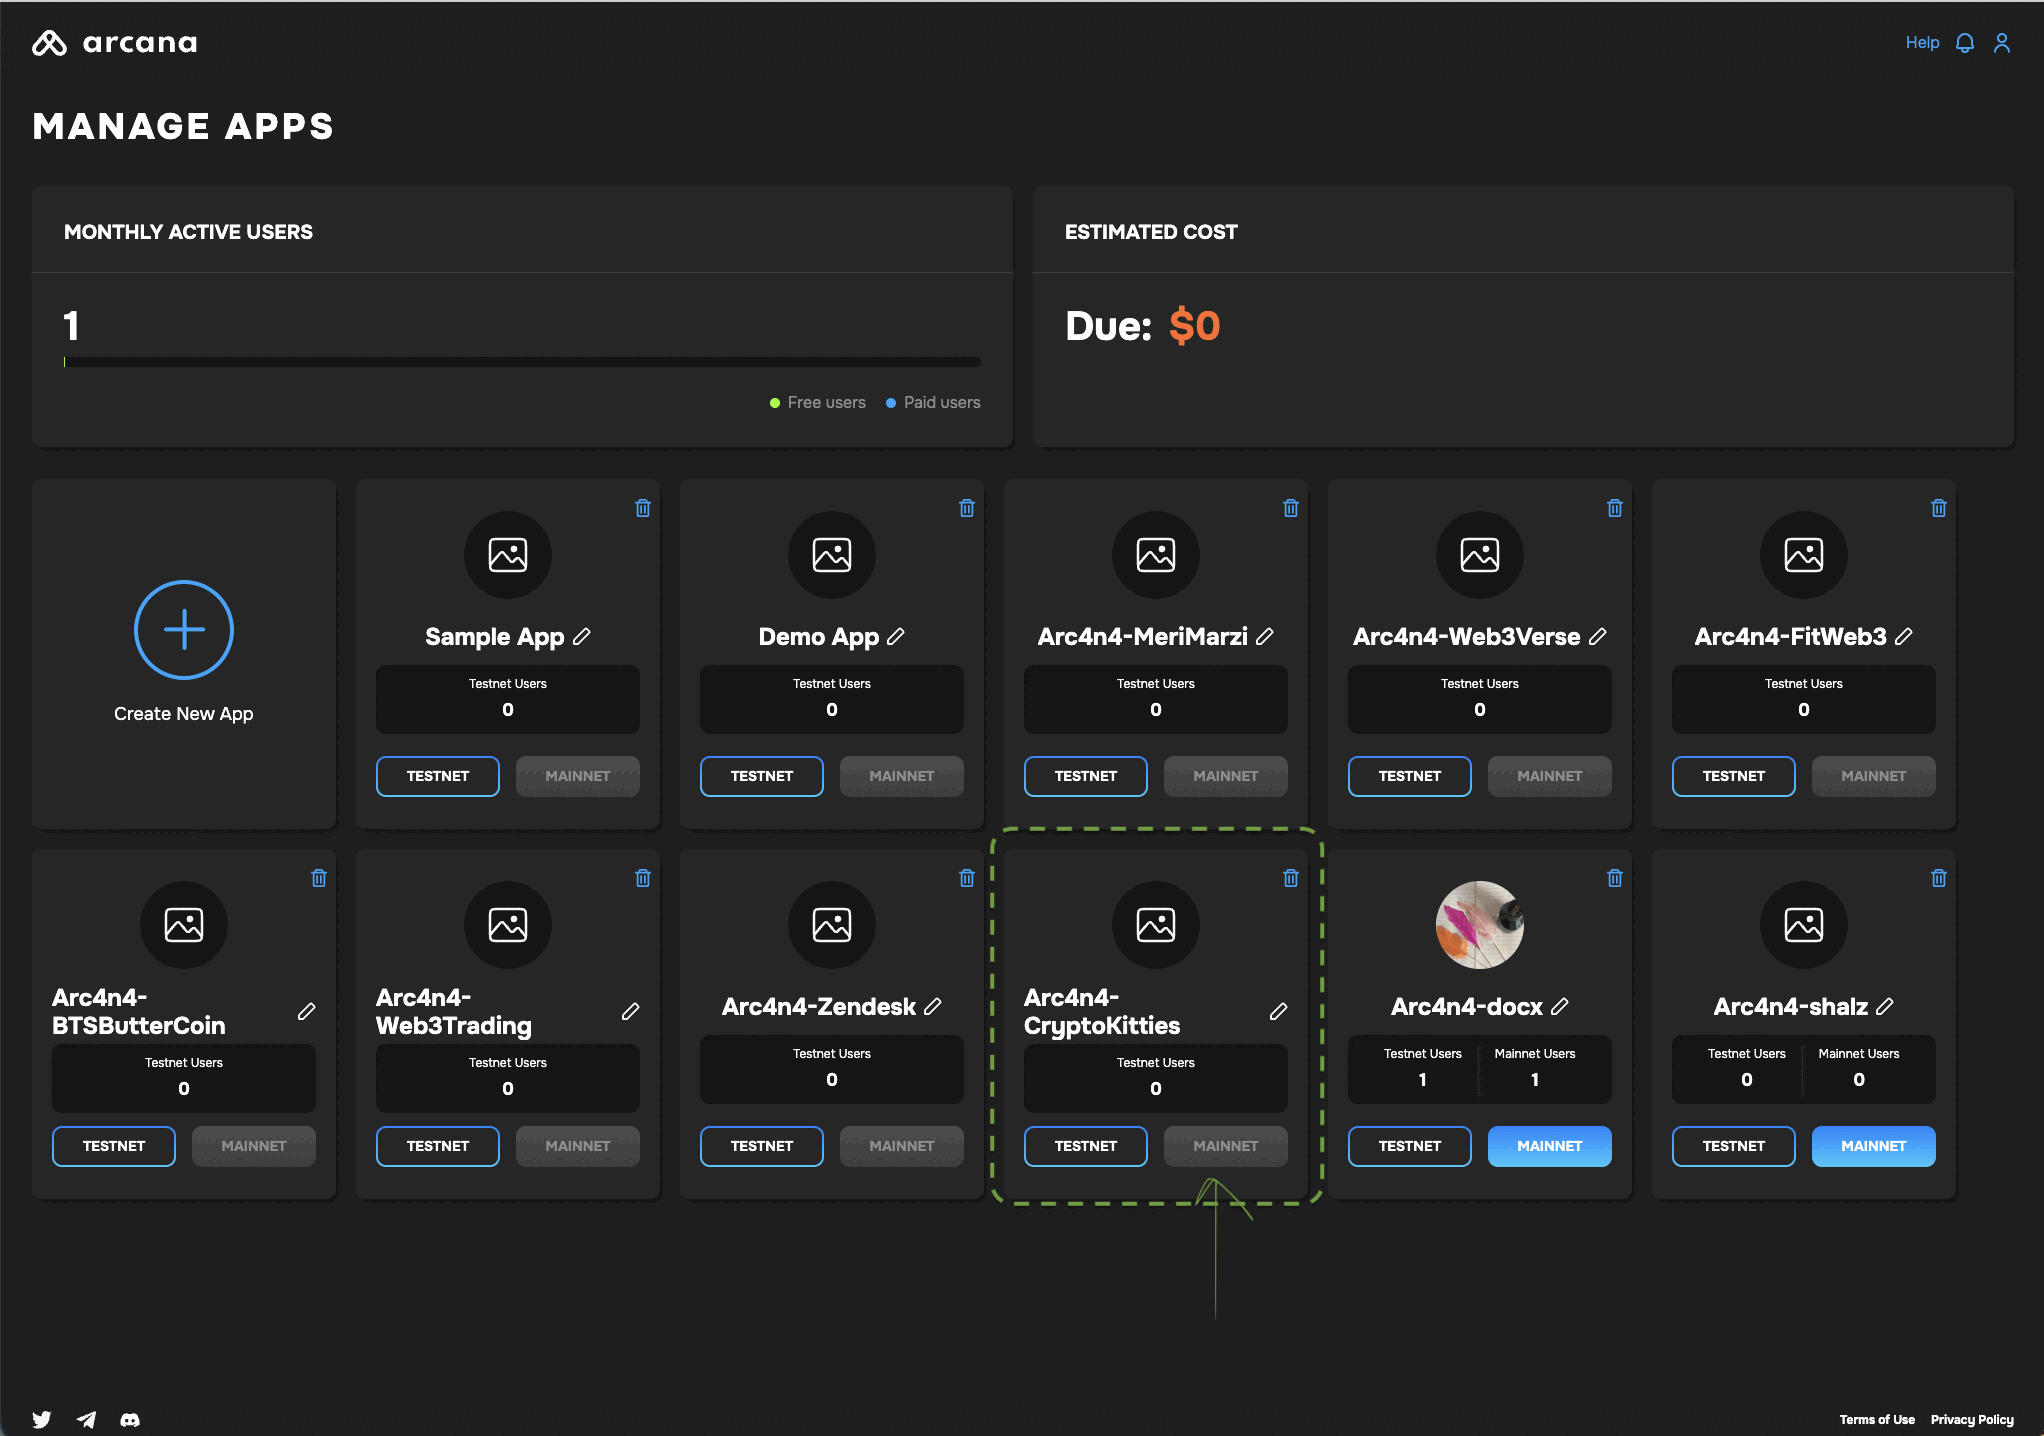 arcana
Help
MANAGE APPS
MONTHLY ACTIVE USERS
1
Free users
Paid users
ESTIMATED COST
Due: $0
Create New App
Sample App
Testnet Users
0
TESTNET
MAINNET
Demo App
Testnet Users
0
TESTNET
MAINNET
Arc4n4-MeriMarzi
Testnet Users
0
TESTNET
MAINNET
Arc4n4-Web3Verse
Testnet Users
0
TESTNET
MAINNET
Arc4n4-FitWeb3
Testnet Users
0
TESTNET
MAINNET
Arc4n4-
BTSButterCoin
Testnet Users
0
TESTNET
MAINNET
Arc4n4-
Web3Trading
Testnet Users
0
TESTNET
MAINNET
Arc4n4-Zendesk
Testnet Users
0
TESTNET
MAINNET
Arc4n4-
CryptoKitties
Testnet Users
0
TESTNET
MAINNET
Arc4n4-docx
Testnet Users
1
Mainnet Users
1
TESTNET
MAINNET
Arc4n4-shalz
Testnet Users
0
Mainnet Users
0
TESTNET
MAINNET
Terms of Use
Privacy Policy